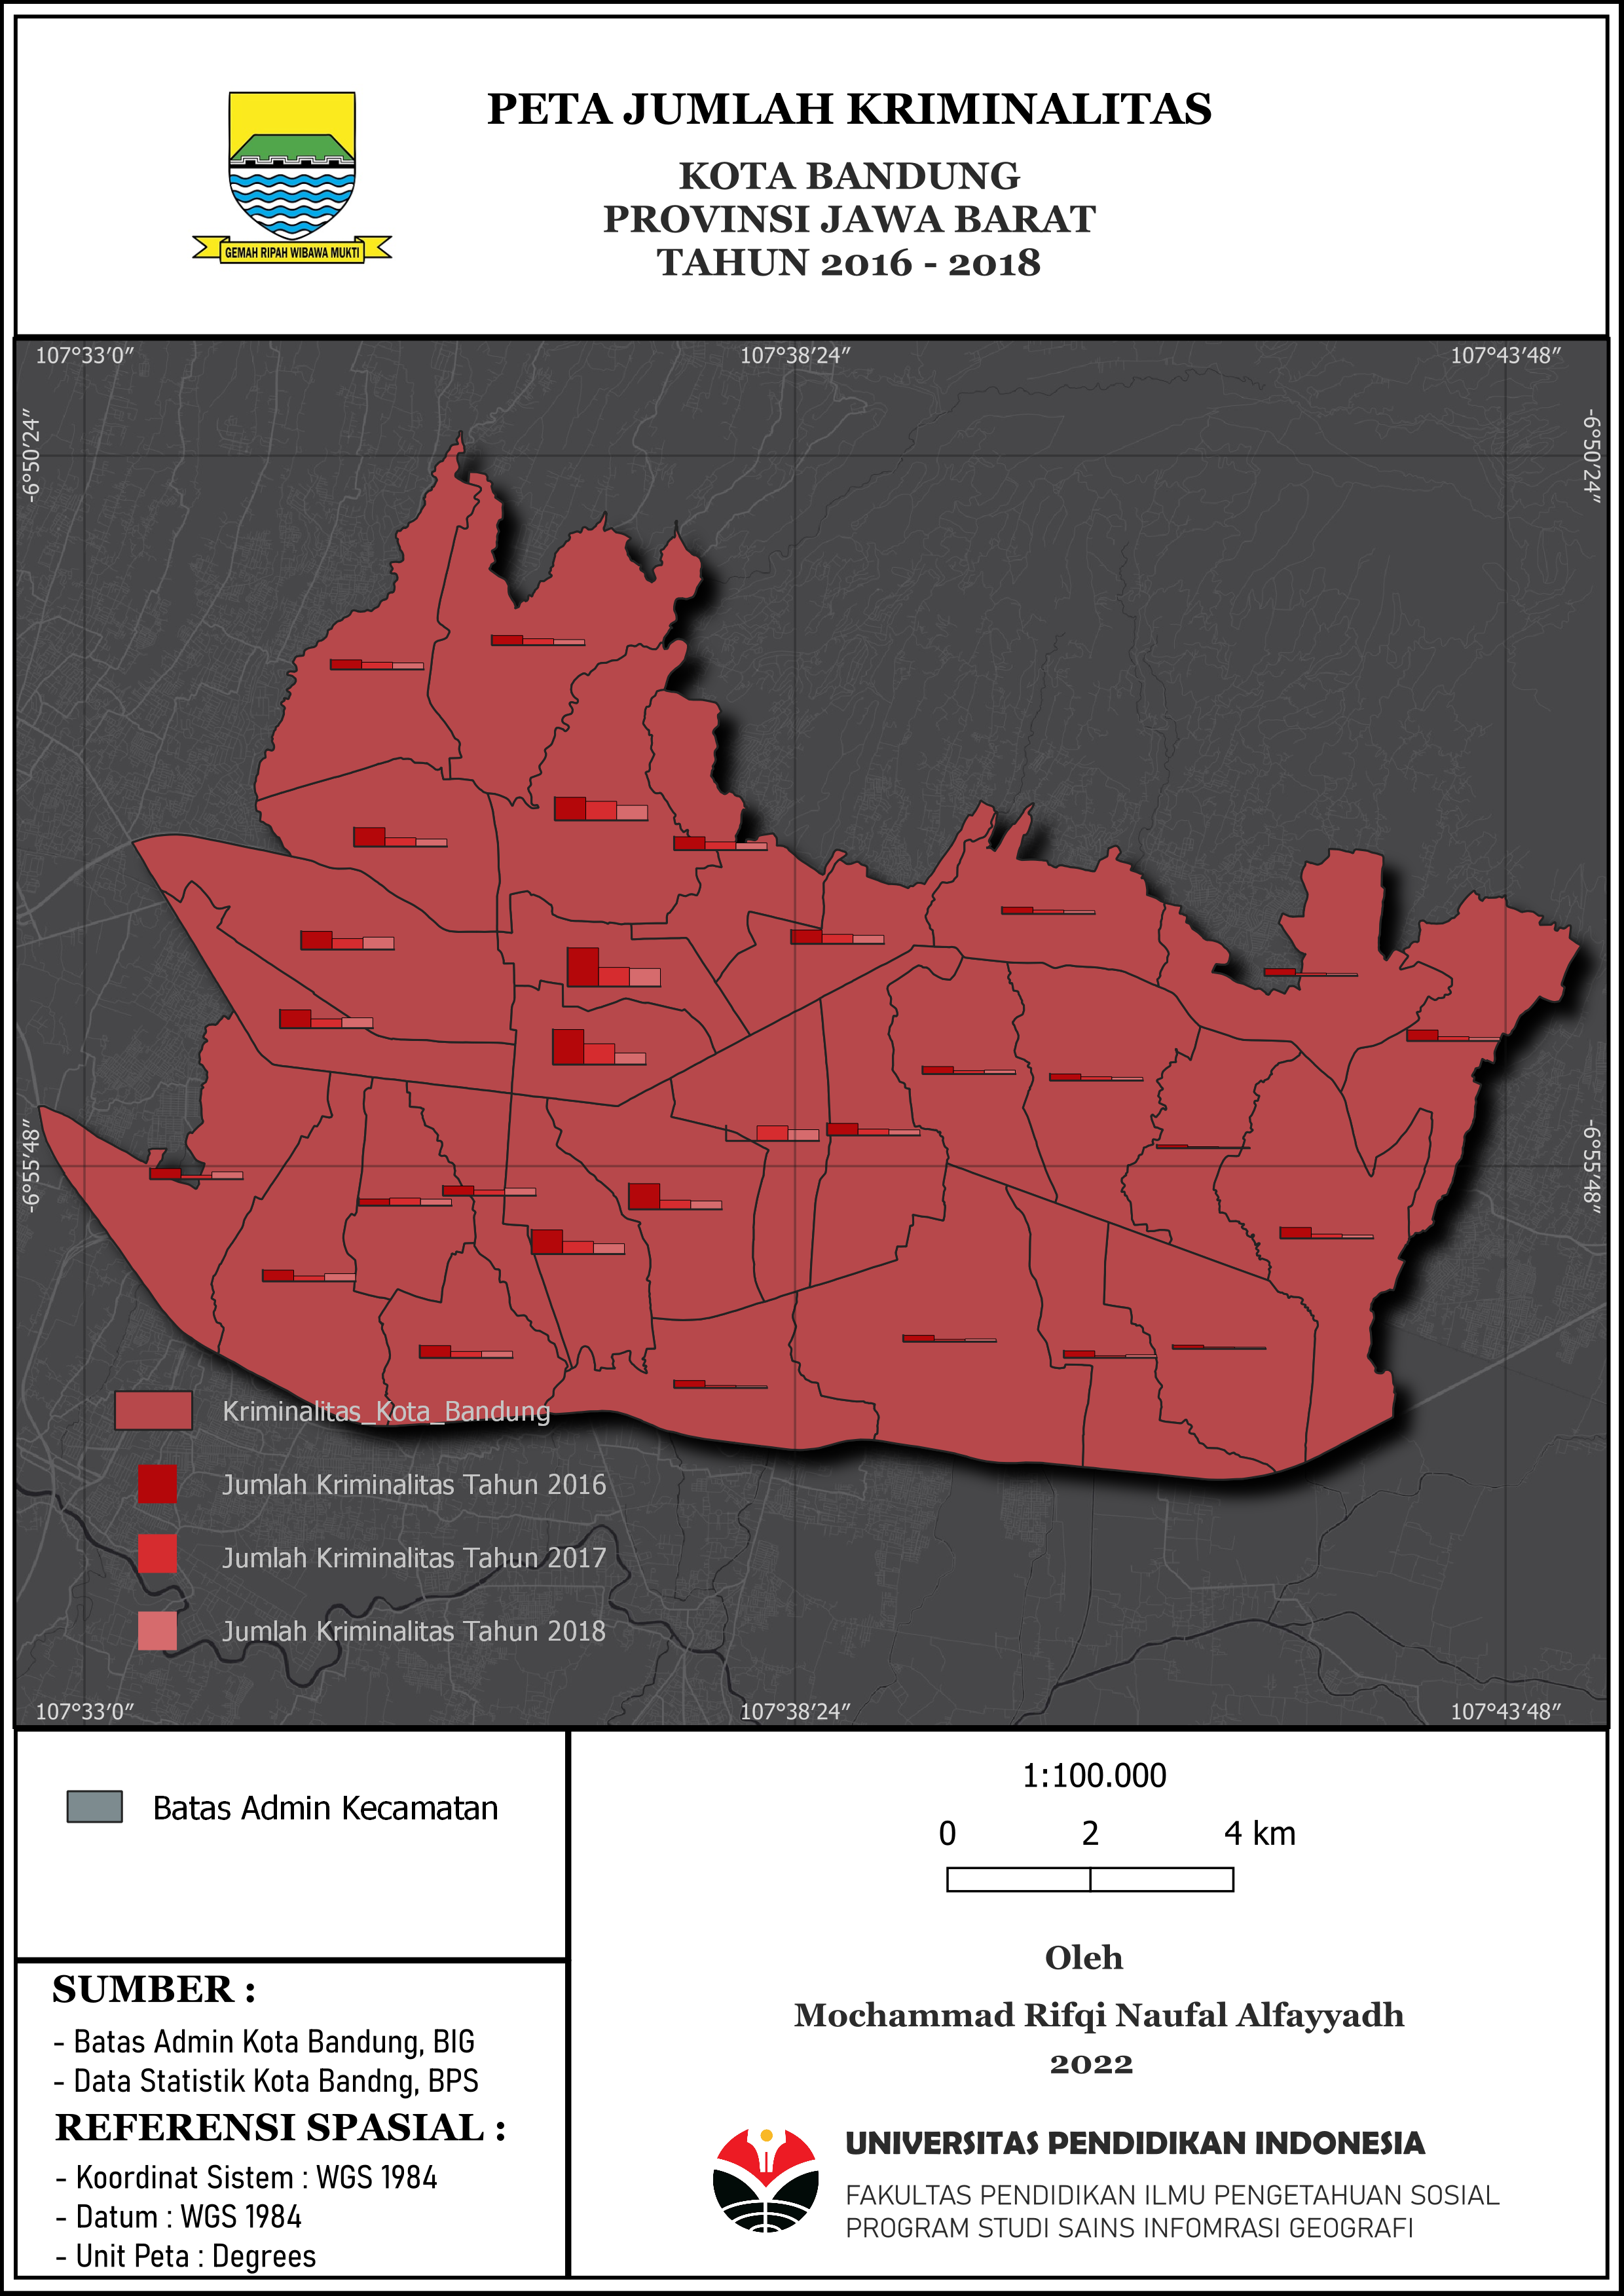 PETA JUMLAH KRIMINALITAS
KOTA BANDUNG
PROVINSI JAWA BARAT
TAHUN 2016 - 2018
GEMAH RIPAH WIBAWA MUKTI
107°33′0″
107°38′24″
107°43′48″
-6°50′24″
-6°50′24″
-6°55′48″
-6°55′48″
Kriminalitas_Kota_Bandung
Jumlah Kriminalitas Tahun 2016
Jumlah Kriminalitas Tahun 2017
Jumlah Kriminalitas Tahun 2018
107°33′0″
107°38′24″
107°43′48″
Batas Admin Kecamatan
SUMBER :
- Batas Admin Kota Bandung, BIG
- Data Statistik Kota Bandng, BPS
REFERENSI SPASIAL :
- Koordinat Sistem : WGS 1984
- Datum : WGS 1984
- Unit Peta : Degrees
1:100.000
0 2 4 km
Oleh
Mochammad Rifqi Naufal Alfayyadh
2022
UNIVERSITAS PENDIDIKAN INDONESIA
FAKULTAS PENDIDIKAN ILMU PENGETAHUAN SOSIAL
PROGRAM STUDI SAINS INFOMRASI GEOGRAFI